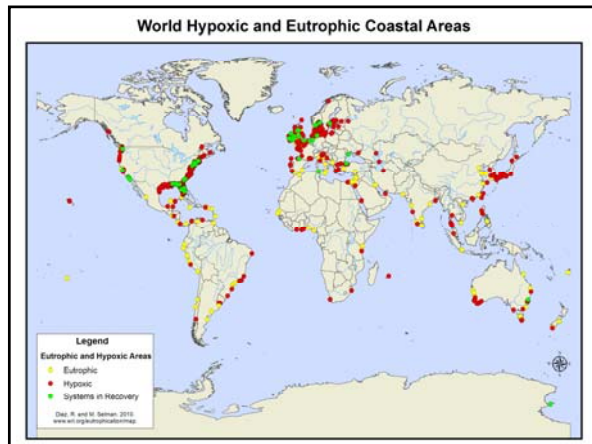 World Hypoxic and Eutrophic Coastal Areas
Legend
Eutrophic and Hypoxic Areas
Eutrophic
Hypoxic
Systems in Recovery
Diaz, R. and M. Selman. 2010.
www.wri.org/eutrophication/map.